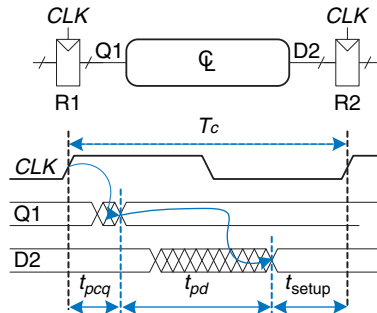 CLK CLK
Q1 CL D2
R1 R2
Tc
CLK
Q1
D2
tpcq tpd tsetup